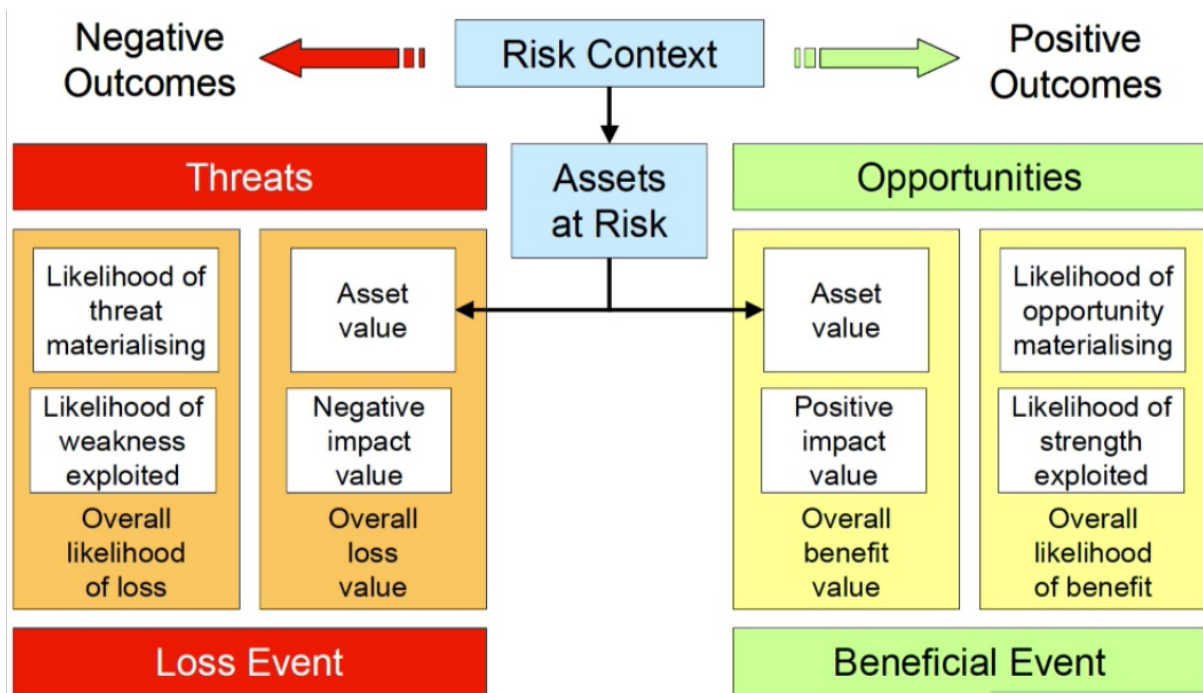 Negative
Outcomes
Risk Context
Positive
Outcomes
Threats
Assets
at Risk
Opportunities
Likelihood of
threat
materialising
Asset
value
Asset
value
Likelihood of
opportunity
materialising
Likelihood of
weakness
exploited
Negative
impact
value
Positive
impact
value
Likelihood of
strength
exploited
Overall
likelihood
of loss
Overall
loss
value
Overall
benefit
value
Overall
likelihood
of benefit
Loss Event
Beneficial Event